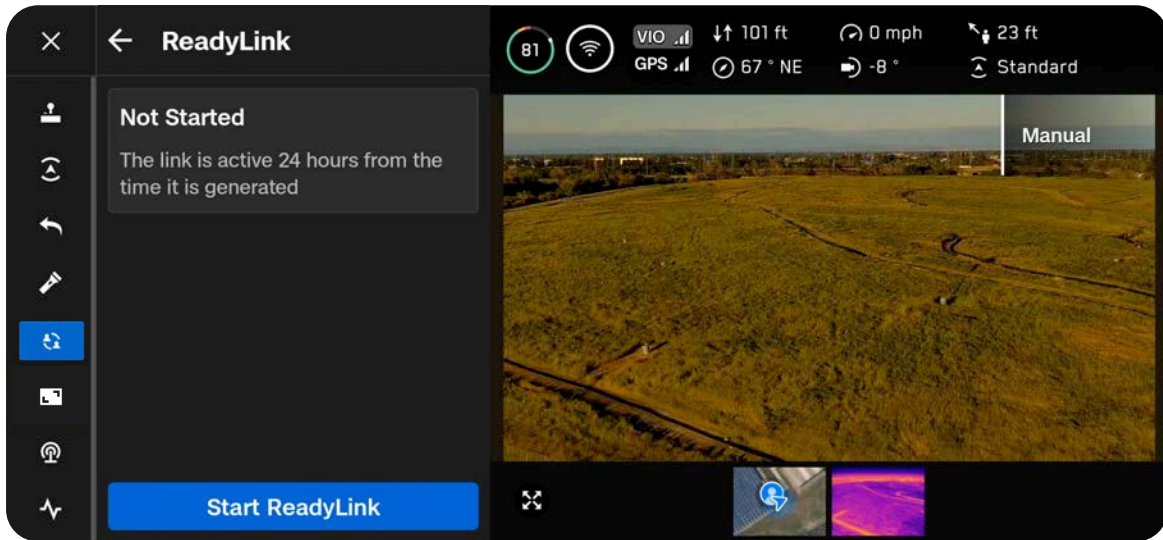 ReadyLink
Not Started
The link is active 24 hours from the
time it is generated
Start ReadyLink
81
VIO
GPS
101 ft
0 mph
23 ft
67 ° NE
-8 °
Standard
Manual